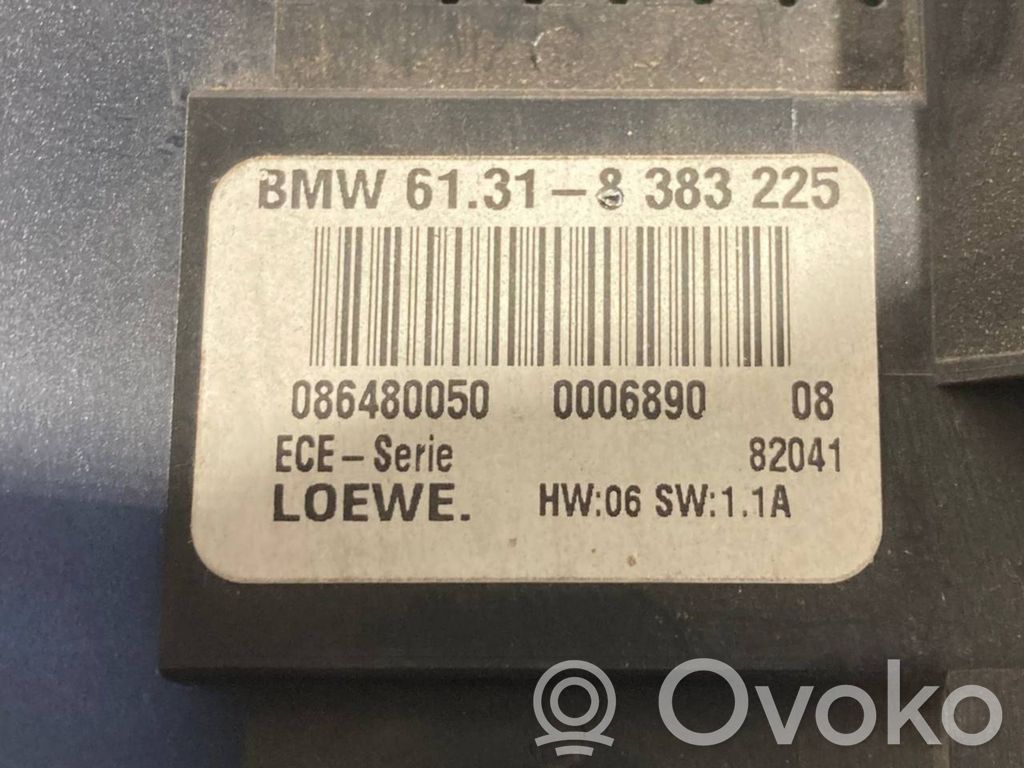 BMW 61.31-8 383 225
086480050 0006890 08
ECE-Serie 82041
LOEWE. HW:06 SW:1.1A
Ovoko